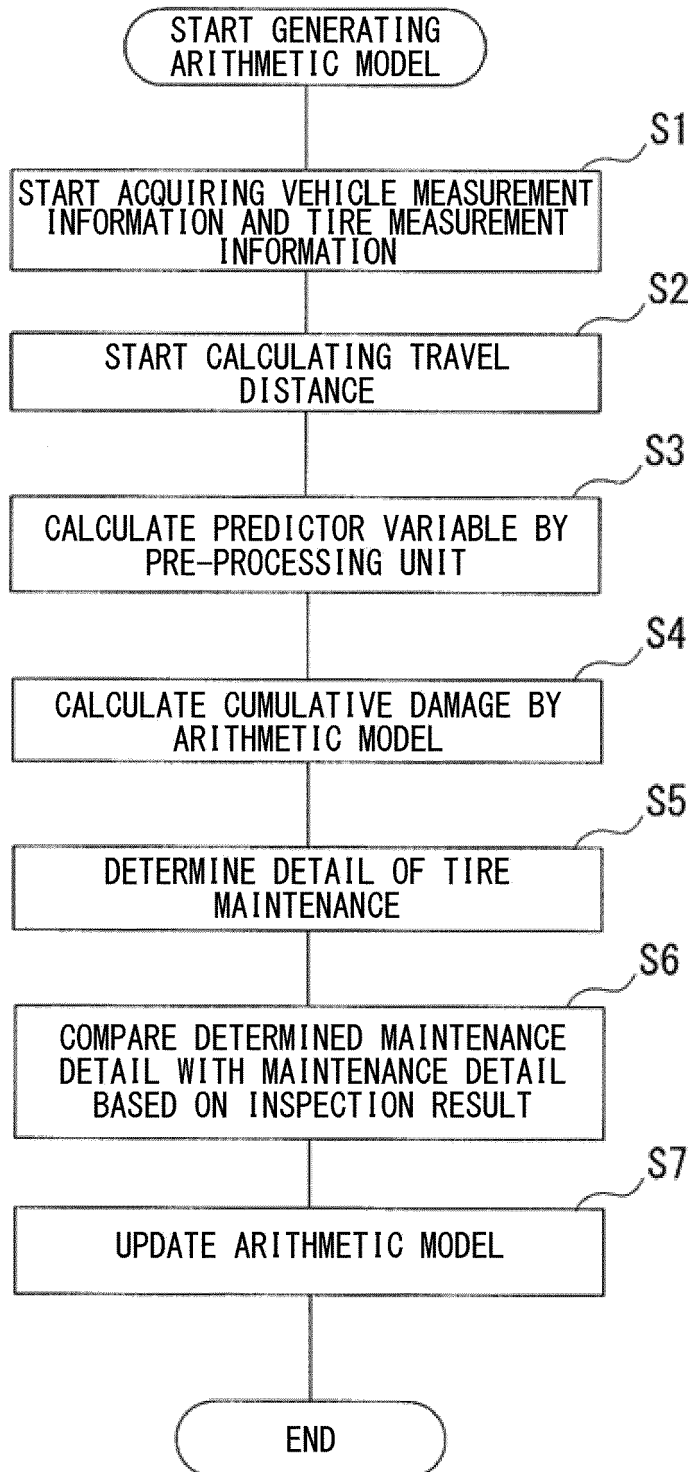 START GENERATING
ARITHMETIC MODEL
S1
START ACQUIRING VEHICLE MEASUREMENT
INFORMATION AND TIRE MEASUREMENT
INFORMATION
S2
START CALCULATING TRAVEL
DISTANCE
S3
CALCULATE PREDICTOR VARIABLE BY
PRE-PROCESSING UNIT
S4
CALCULATE CUMULATIVE DAMAGE BY
ARITHMETIC MODEL
S5
DETERMINE DETAIL OF TIRE
MAINTENANCE
S6
COMPARE DETERMINED MAINTENANCE
DETAIL WITH MAINTENANCE DETAIL
BASED ON INSPECTION RESULT
S7
UPDATE ARITHMETIC MODEL
END